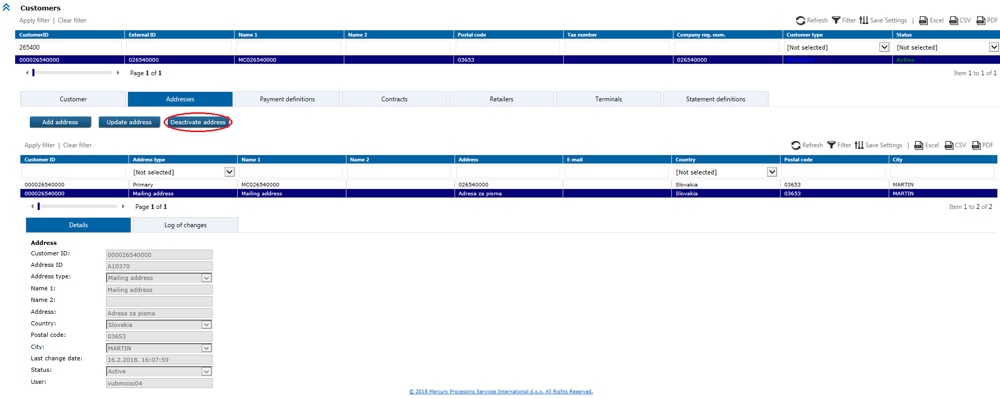 Customers
Apply filter | Clear filter
Refresh Filter Save Settings | Excel CSV PDF
CustomerID External ID Name 1 Name 2 Postal code Tax number Company reg. num. Customer type Status
265400 [Not selected] [Not selected]
000026540000 026540000 MC026540000 03653 026540000 Merchant Active
Page 1 of 1 Item 1 to 1 of 1
Customer Addresses Payment definitions Contracts Retailers Terminals Statement definitions
Add address Update address Deactivate address
Apply filter | Clear filter
Refresh Filter Save Settings | Excel CSV PDF
Customer ID Address type Name 1 Name 2 Address E-mail Country Postal code City
[Not selected] [Not selected]
000026540000 Primary MC026540000 026540000 Slovakia 03653 MARTIN
000026540000 Mailing address Mailing address Adresa za pisma Slovakia 03653 MARTIN
Page 1 of 1 Item 1 to 2 of 2
Details Log of changes
Address
Customer ID: 000026540000
Address ID A10370
Address type: Mailing address
Name 1: Mailing address
Name 2:
Address: Adresa za pisma
Country: Slovakia
Postal code: 03653
City: MARTIN
Last change date: 16.2.2018. 16:07:59
Status: Active
User: vubmcosi04
© 2018 Mercury Processing Services International d.o.o. All Rights Reserved.